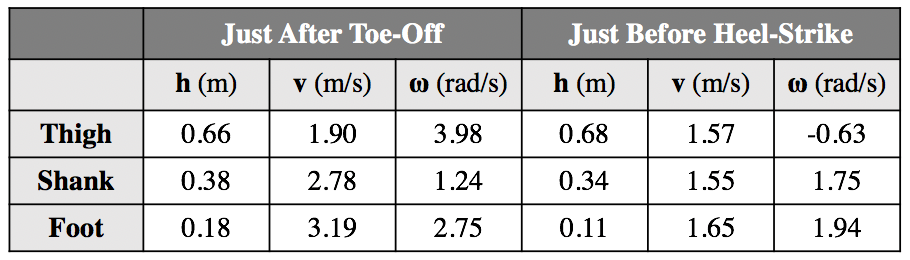 Just After Toe-Off Just Before Heel-Strike
h (m) v (m/s) ω (rad/s) h (m) v (m/s) ω (rad/s)
Thigh 0.66 1.90 3.98 0.68 1.57 -0.63
Shank 0.38 2.78 1.24 0.34 1.55 1.75
Foot 0.18 3.19 2.75 0.11 1.65 1.94